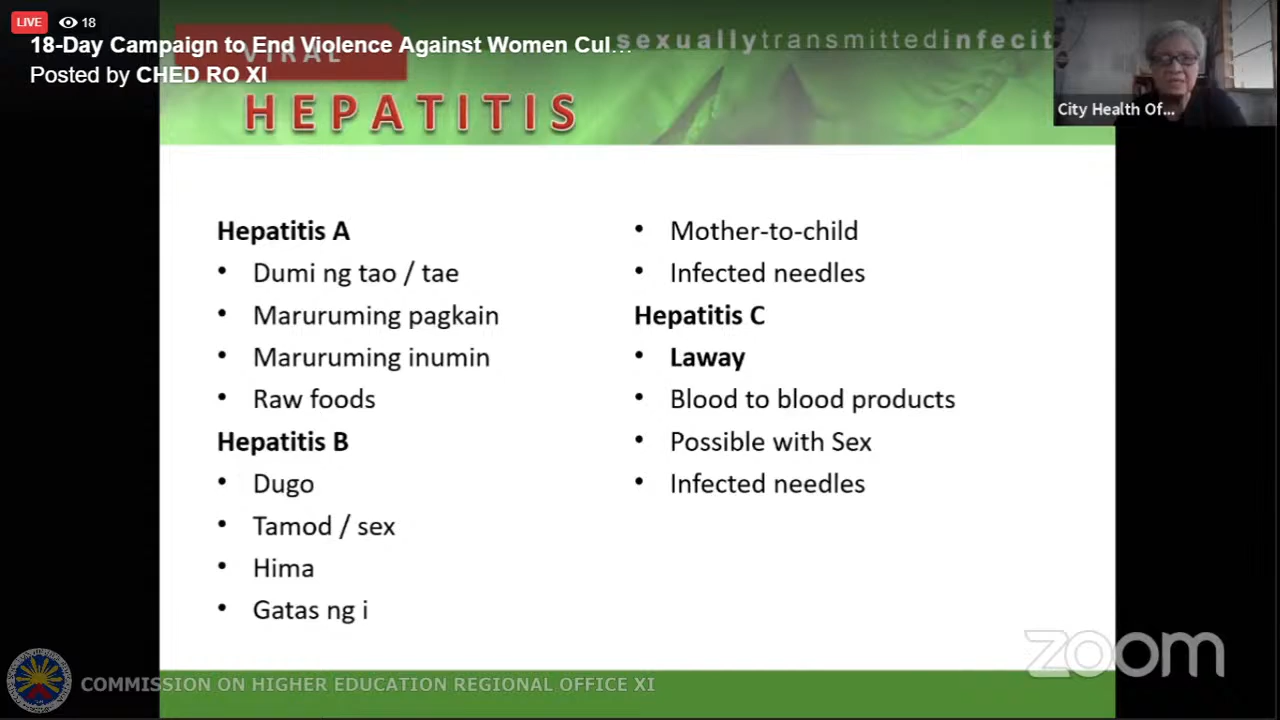 LIVE 18
18-Day Campaign to End Violence Against Women Cul...
Posted by CHED RO XI
VIRAL
sexuallytransmittedinfecit
HEPATITIS
City Health Of...
Hepatitis A
• Dumi ng tao / tae
• Maruruming pagkain
• Maruruming inumin
• Raw foods
Hepatitis B
• Dugo
• Tamod / sex
• Hima
• Gatas ng i
• Mother-to-child
• Infected needles
Hepatitis C
• Laway
• Blood to blood products
• Possible with Sex
• Infected needles
zoom
COMMISSION ON HIGHER EDUCATION REGIONAL OFFICE XI